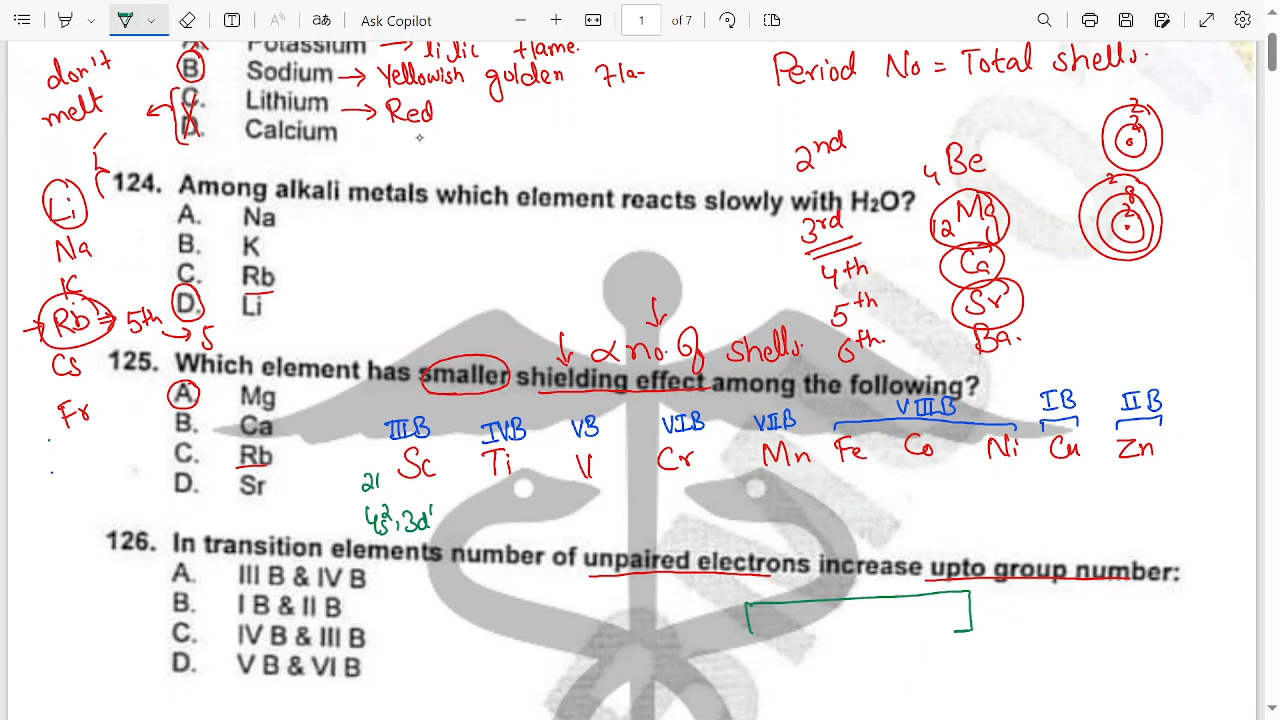 Ask Copilot
1 of 7
Potassium → lilic flame.
B. Sodium → Yellowish golden fla-
C. Lithium → Red
D. Calcium
don't
melt
Period No = Total shells.
2nd 4Be
3rd 12Mg
4th Ca
5th Sr
6th Ba.
2
2
2
8
2
124. Among alkali metals which element reacts slowly with H₂O?
A. Na
B. K
C. Rb
D. Li
Li
Na
K
→ Rb ⇒ 5th → 5
Cs
Fr
↓ ∝ no. of shells. ↓
125. Which element has smaller shielding effect among the following?
A. Mg
B. Ca
C. Rb
D. Sr
IIIB IVB VB VIB VIIB VIIIB IB IIB
Sc Ti V Cr Mn Fe Co Ni Cu Zn
21
4s², 3d¹
126. In transition elements number of unpaired electrons increase upto group number:
A. III B & IV B
B. I B & II B
C. IV B & III B
D. V B & VI B